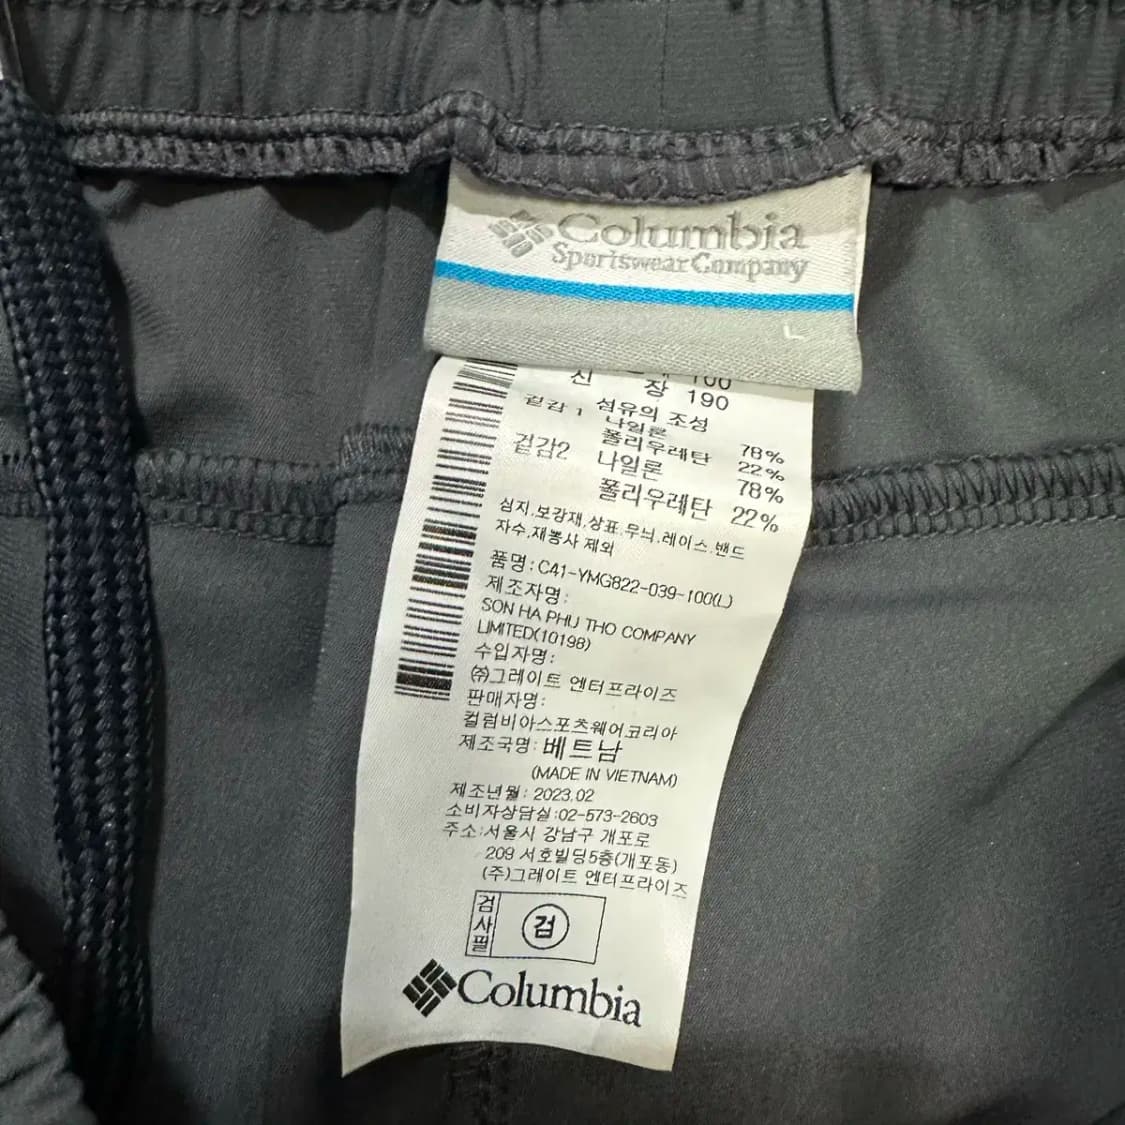 Columbia
Sportswear Company
L
100
신 장 190
섬유의 조성
겉감 1 나일론 78%
폴리우레탄 22%
겉감2 나일론 78%
폴리우레탄 22%
심지,보강재,상표,무늬,레이스,밴드
자수,재봉사 제외
품명:C41-YMG822-039-100(L)
제조자명:
SON HA PHU THO COMPANY
LIMITED(10198)
수입자명:
㈜그레이트 엔터프라이즈
판매자명:
컬럼비아스포츠웨어코리아
제조국명:베트남
(MADE IN VIETNAM)
제조년월: 2023.02
소비자상담실:02-573-2603
주소:서울시 강남구 개포로
209 서호빌딩5층(개포동)
(주)그레이트 엔터프라이즈
검사필 검
Columbia